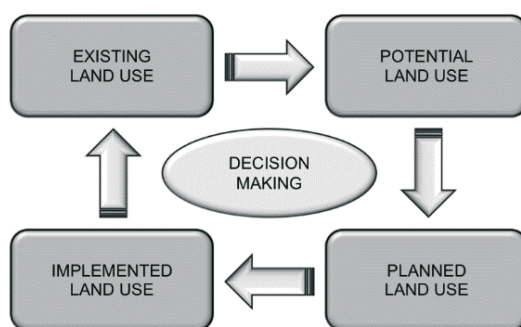 EXISTING
LAND USE
POTENTIAL
LAND USE
DECISION
MAKING
IMPLEMENTED
LAND USE
PLANNED
LAND USE